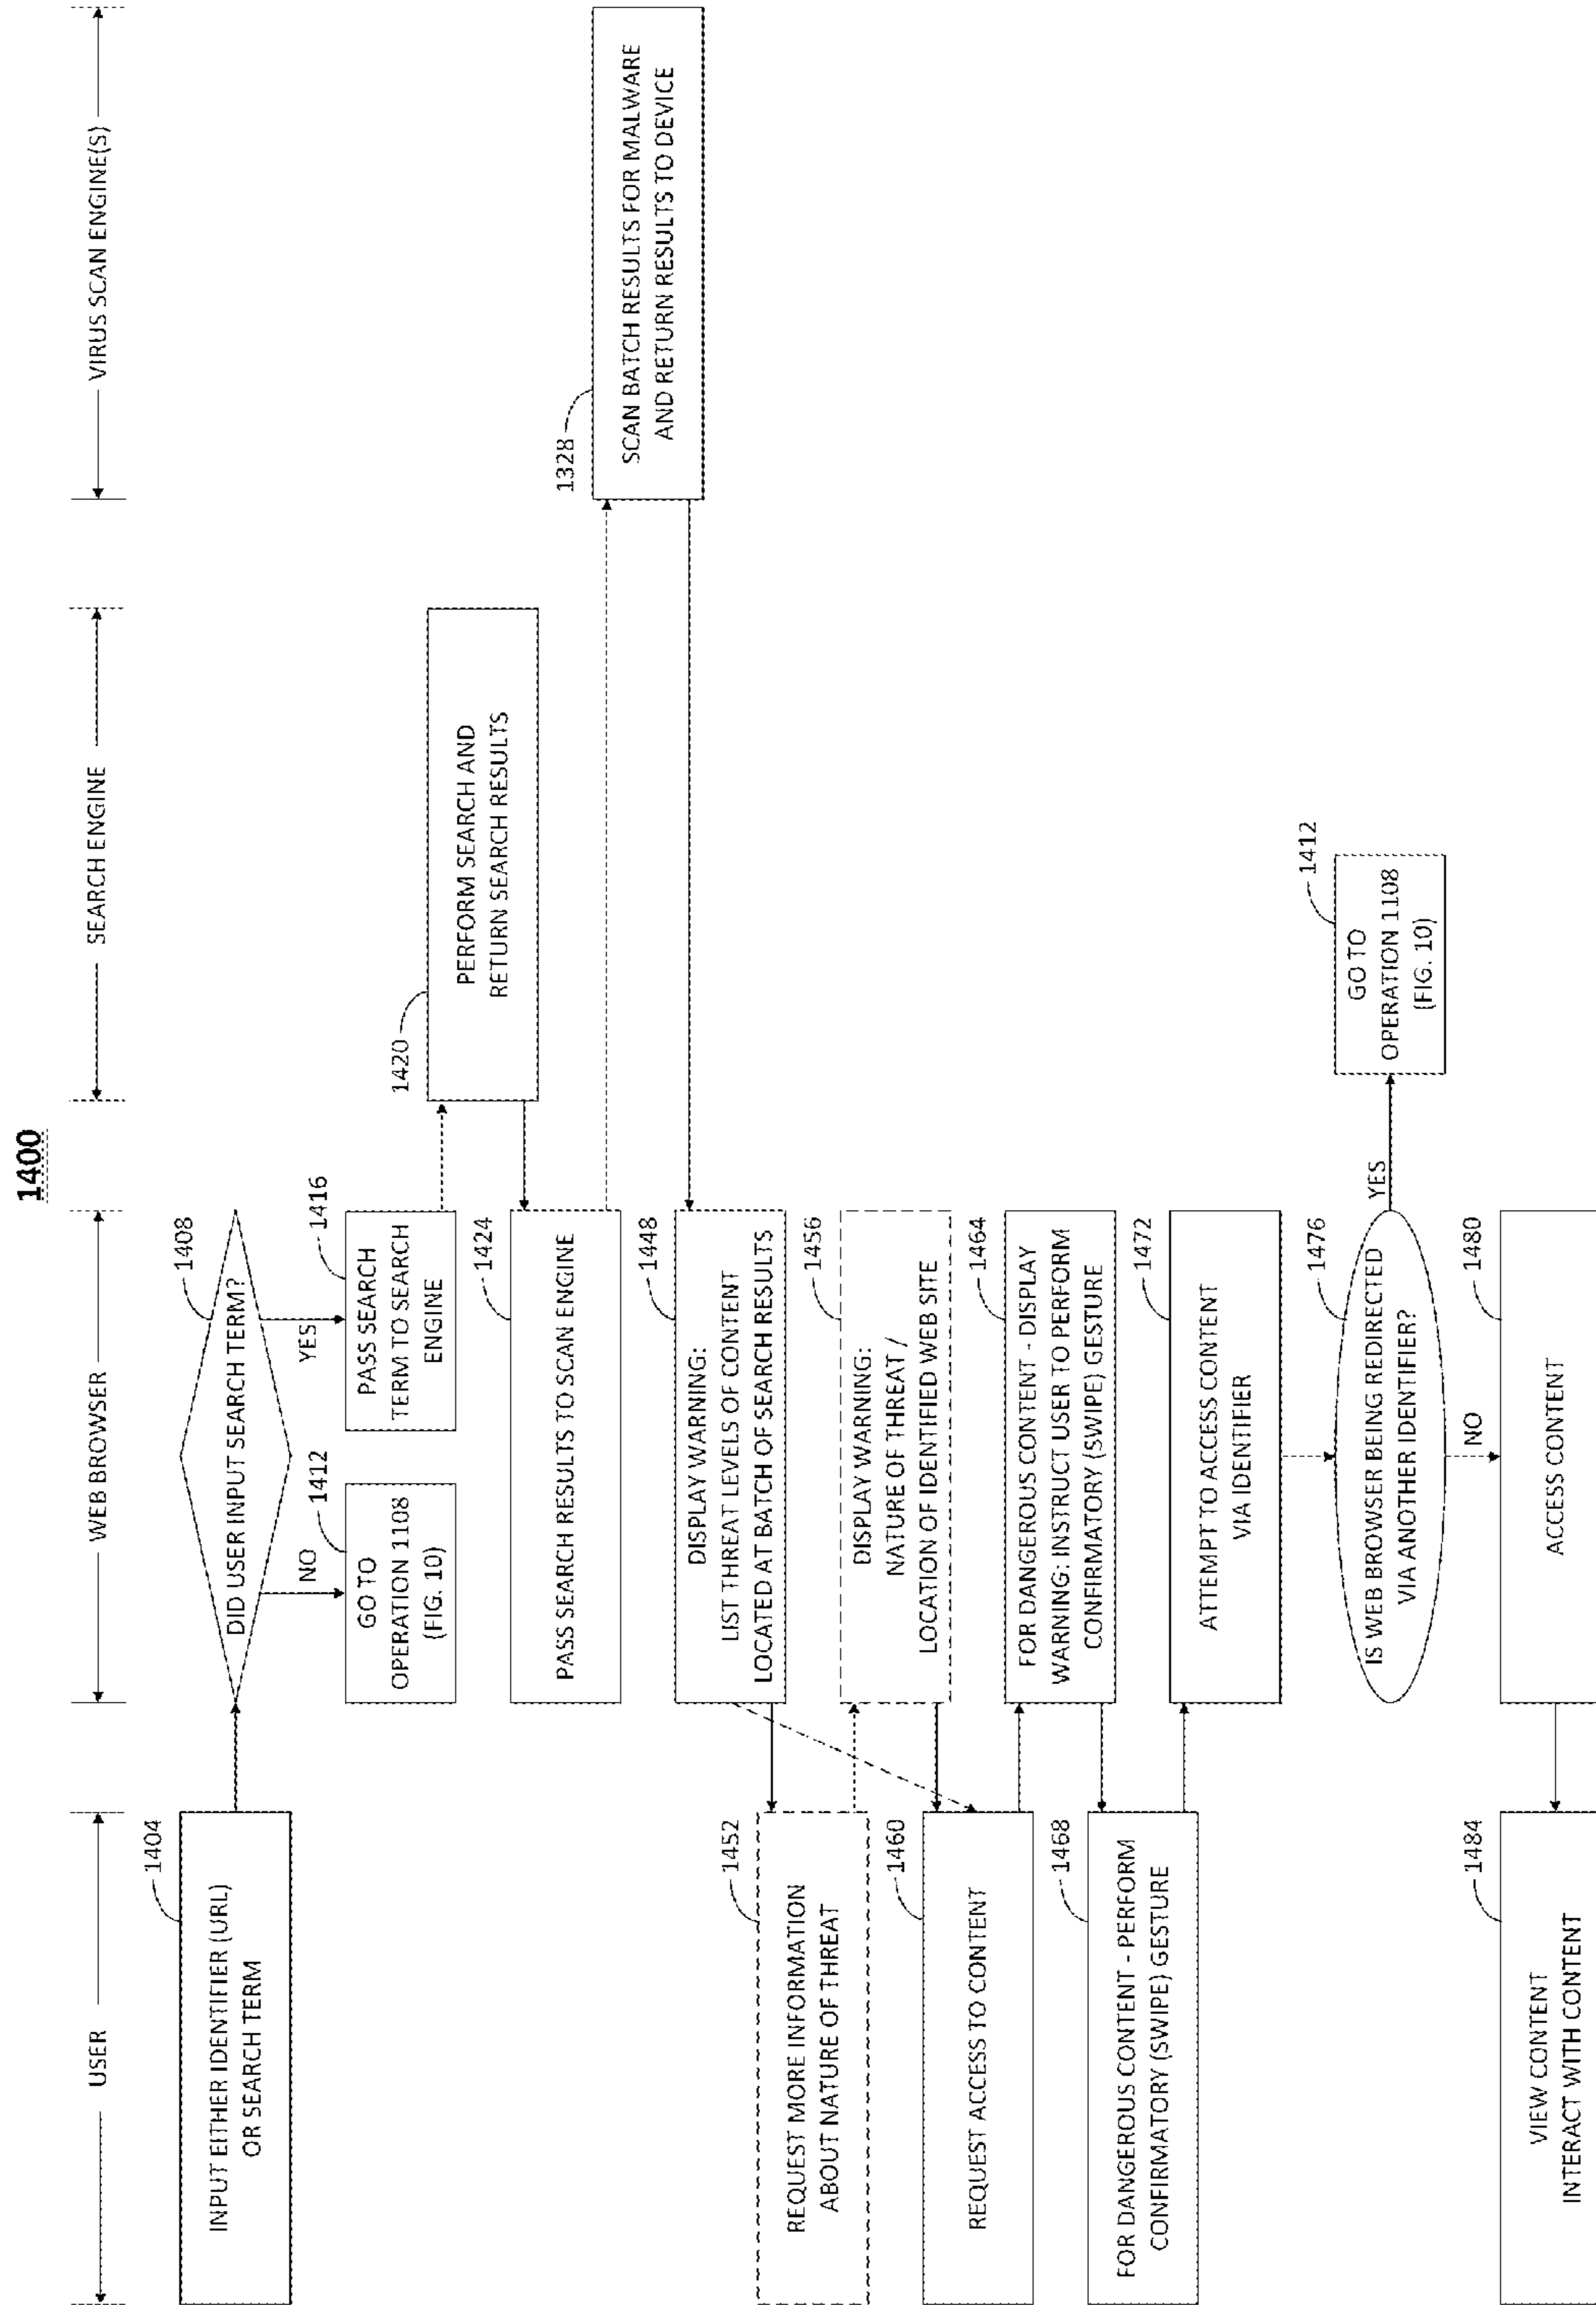 1400
USER
WEB BROWSER
SEARCH ENGINE
VIRUS SCAN ENGINE(S)
1404
INPUT EITHER IDENTIFIER (URL)
OR SEARCH TERM
1408
DID USER INPUT SEARCH TERM?
NO
YES
1412
GO TO
OPERATION 1108
(FIG. 10)
1416
PASS SEARCH
TERM TO SEARCH
ENGINE
1420
PERFORM SEARCH AND
RETURN SEARCH RESULTS
1424
PASS SEARCH RESULTS TO SCAN ENGINE
1328
SCAN BATCH RESULTS FOR MALWARE
AND RETURN RESULTS TO DEVICE
1448
DISPLAY WARNING:
LIST THREAT LEVELS OF CONTENT
LOCATED AT BATCH OF SEARCH RESULTS
1452
REQUEST MORE INFORMATION
ABOUT NATURE OF THREAT
1456
DISPLAY WARNING:
NATURE OF THREAT /
LOCATION OF IDENTIFIED WEB SITE
1460
REQUEST ACCESS TO CONTENT
1464
FOR DANGEROUS CONTENT - DISPLAY
WARNING: INSTRUCT USER TO PERFORM
CONFIRMATORY (SWIPE) GESTURE
1468
FOR DANGEROUS CONTENT - PERFORM
CONFIRMATORY (SWIPE) GESTURE
1472
ATTEMPT TO ACCESS CONTENT
VIA IDENTIFIER
1476
IS WEB BROWSER BEING REDIRECTED
VIA ANOTHER IDENTIFIER?
YES
NO
1412
GO TO
OPERATION 1108
(FIG. 10)
1480
ACCESS CONTENT
1484
VIEW CONTENT
INTERACT WITH CONTENT